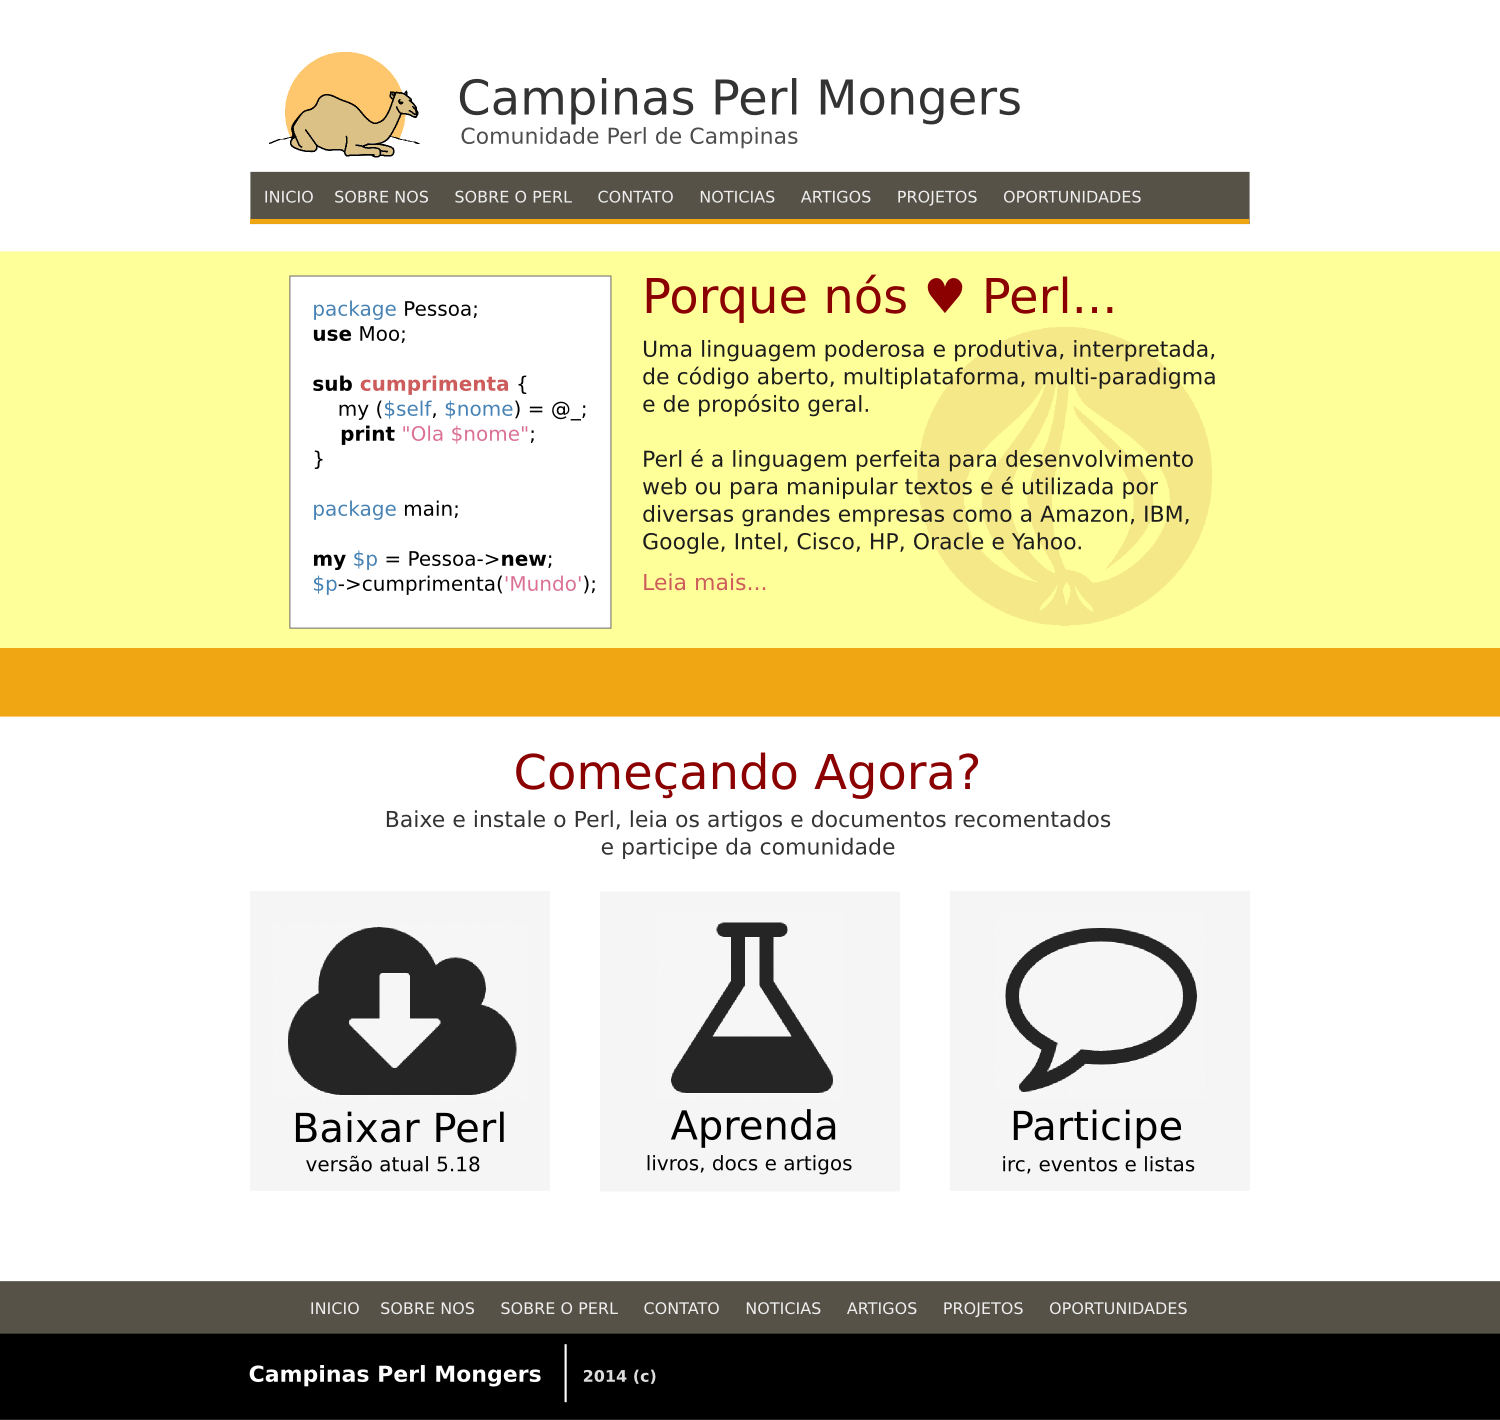 Campinas Perl Mongers
Comunidade Perl de Campinas
INICIO SOBRE NOS SOBRE O PERL CONTATO NOTICIAS ARTIGOS PROJETOS OPORTUNIDADES
package Pessoa;
use Moo;
sub cumprimenta {
my ($self, $nome) = @_;
print "Ola $nome";
}
package main;
my $p = Pessoa->new;
$p->cumprimenta('Mundo');
Porque nós ♥ Perl...
Uma linguagem poderosa e produtiva, interpretada,
de código aberto, multiplataforma, multi-paradigma
e de propósito geral.
Perl é a linguagem perfeita para desenvolvimento
web ou para manipular textos e é utilizada por
diversas grandes empresas como a Amazon, IBM,
Google, Intel, Cisco, HP, Oracle e Yahoo.
Leia mais...
Começando Agora?
Baixe e instale o Perl, leia os artigos e documentos recomentados
e participe da comunidade
Baixar Perl
versão atual 5.18
Aprenda
livros, docs e artigos
Participe
irc, eventos e listas
INICIO SOBRE NOS SOBRE O PERL CONTATO NOTICIAS ARTIGOS PROJETOS OPORTUNIDADES
Campinas Perl Mongers 2014 (c)